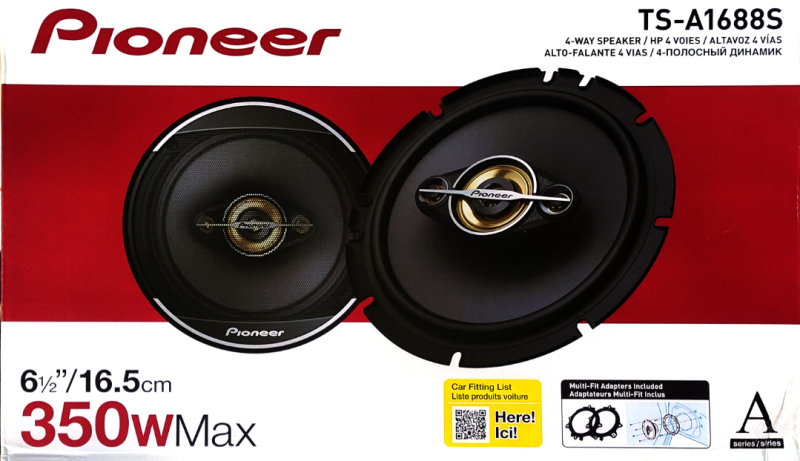 Pioneer
TS-A1688S
4-WAY SPEAKER / HP 4 VOIES / ALTAVOZ 4 VÍAS
ALTO-FALANTE 4 VIAS / 4-ПОЛОСНЫЙ ДИНАМИК
Pioneer
Pioneer
Pioneer
6½”/16.5cm
350WMax
Car Fitting List
Liste produits voiture
Here!
Ici!
Multi-Fit Adapters Included
Adaptateurs Multi-Fit Inclus
A
series/séries